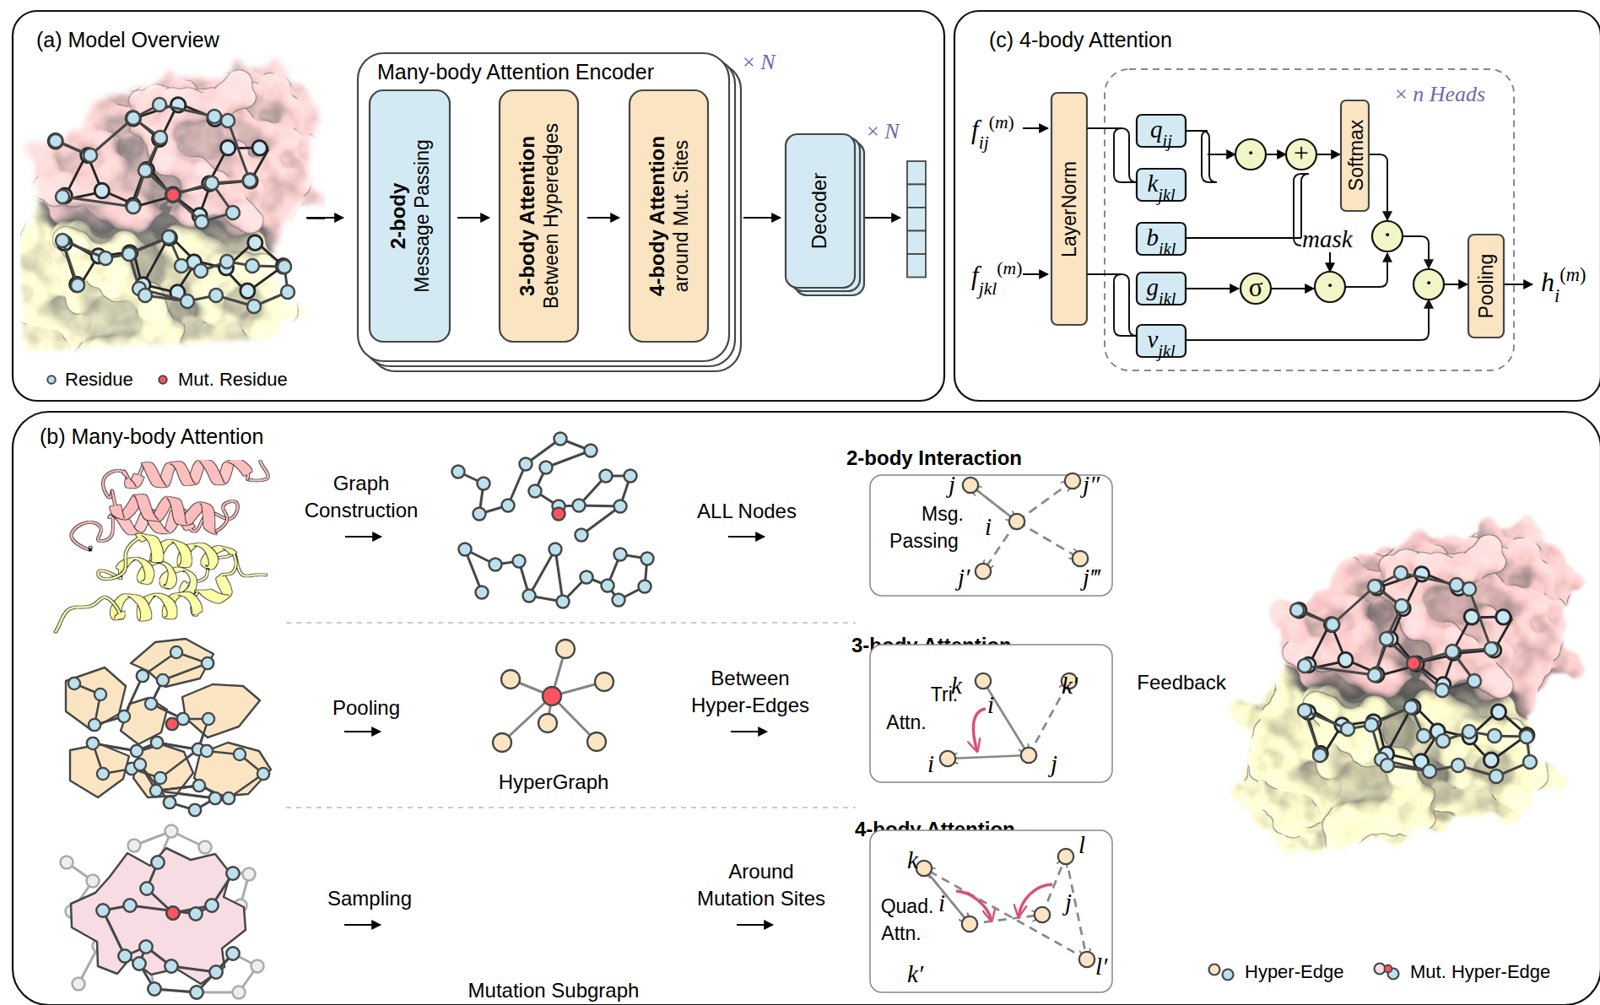 (a) Model Overview
Many-body Attention Encoder
× N
2-body
Message Passing
3-body Attention
Between Hyperedges
4-body Attention
around Mut. Sites
Decoder
× N
Residue
Mut. Residue
(c) 4-body Attention
× n Heads
f_ij^(m)
f_jkl^(m)
LayerNorm
q_ij
k_jkl
b_jkl
g_jkl
v_jkl
·
+
Softmax
mask
σ
·
·
·
Pooling
h_i^(m)
(b) Many-body Attention
Graph
Construction
ALL Nodes
2-body Interaction
j
j''
Msg.
Passing
i
j'
j'''
Pooling
HyperGraph
Between
Hyper-Edges
3-body Attention
Tri.
Attn.
k
k'
i
i
j
Feedback
Sampling
Mutation Subgraph
Around
Mutation Sites
4-body Attention
k
l
Quad.
Attn.
i
j
k'
l'
Hyper-Edge
Mut. Hyper-Edge